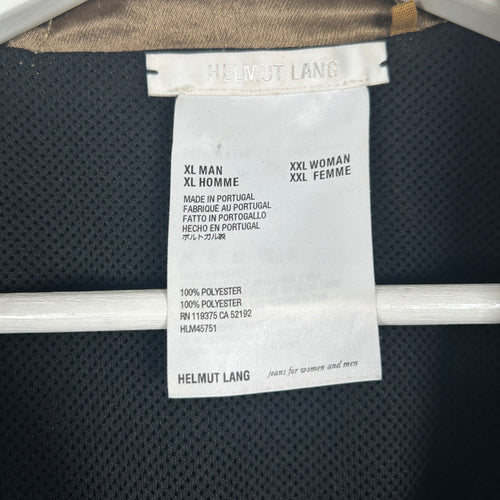 HELMUT LANG
XL MAN XXL WOMAN
XL HOMME XXL FEMME
MADE IN PORTUGAL
FABRIQUÉ AU PORTUGAL
FATTO IN PORTOGALLO
HECHO EN PORTUGAL
ポルトガル製
100% POLYESTER
100% POLYESTER
RN 119375 CA 52192
HLM45751
HELMUT LANG jeans for women and men